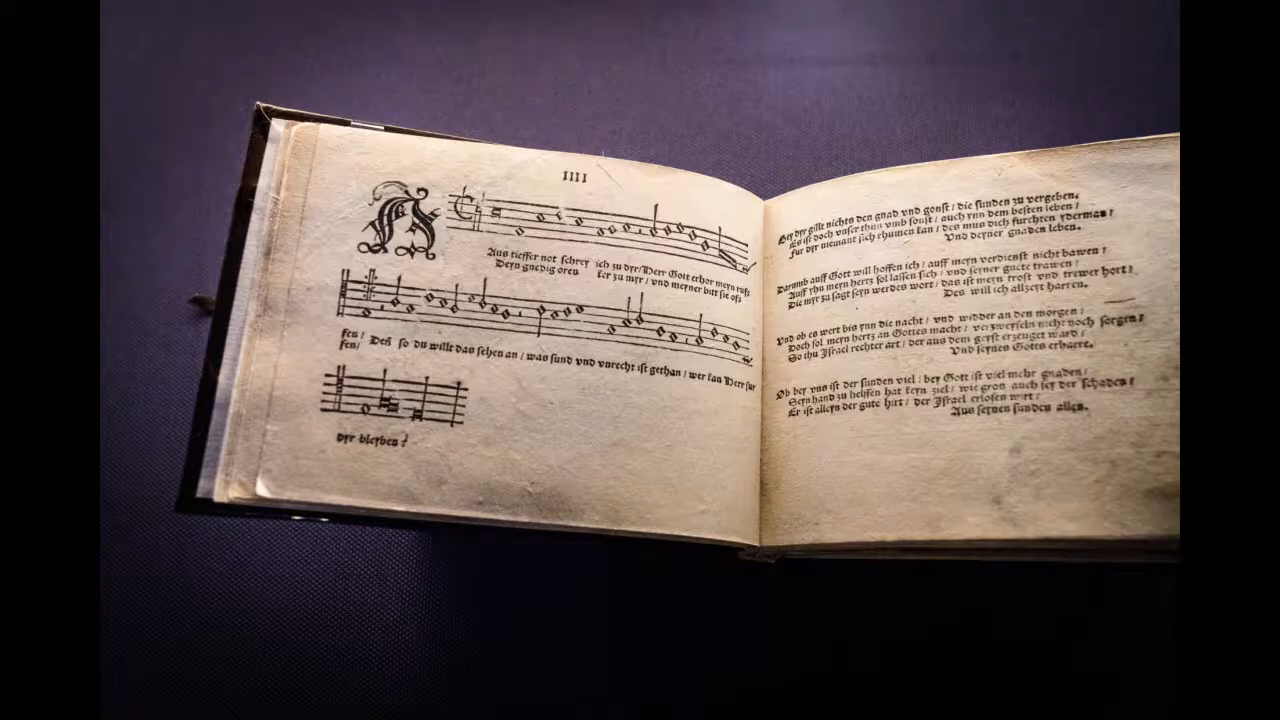 IIII
Aus tieffer not schrey ich zu dyr / Herr Gott erhor meyn ruff
Deyn gnedig oren ker zu myr / vnd meyner bitt sie off
fen / Deñ so du willt das sehen an / was sund vnd vnrecht ist gethan / wer kan Herr fur
fen /
dyr bleyben?
Bey dyr gillt nichts den gnad vnd gonst / die sunden zu vergeben.
Es ist doch vnser thun vmb sonst / auch ynn dem besten leben /
Fur dyr niemant sich rhumen kan / des mus dich furchten yderman /
Vnd deyner gnaden leben.
Darumb auff Gott will hoffen ich / auff meyn verdienst nicht bawen /
Auff yhn meyn hertz sol lassen sich / vnd seyner guete trawen /
Die myr zu sagt seyn werdes wort / das ist meyn trost vnd trewer hort /
Des will ich allzeyt harren.
Vnd ob es wert bis ynn die nacht / vnd widder an den morgen /
Doch sol meyn hertz an Gottes macht / verzweyfeln nicht noch sorgen /
So thu Israel rechter art / der aus dem geyst erzeuget ward /
Vnd seynes Gotts erharre.
Ob bey vns ist der sunden viel / bey Gott ist viel mehr gnaden /
Seyn hand zu helffen hat keyn ziel / wie gros auch sey der schaden /
Er ist alleyn der gute hirt / der Israel erlosen wirt /
Aus seynen sunden allen.